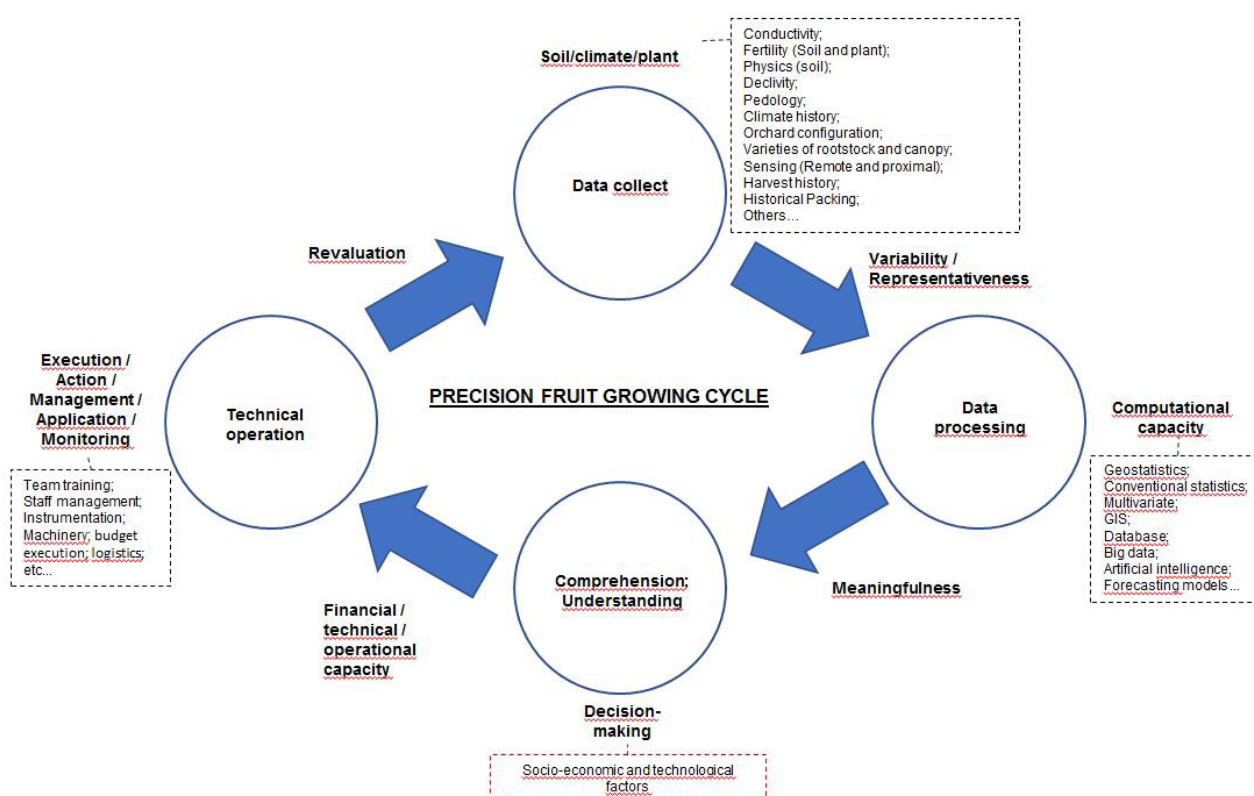 Soil/climate/plant
Conductivity;
Fertility (Soil and plant);
Physics (soil);
Declivity;
Pedology;
Climate history;
Orchard configuration;
Varieties of rootstock and canopy;
Sensing (Remote and proximal);
Harvest history;
Historical Packing;
Others…
Data collect
Revaluation
Variability /
Representativeness
Execution /
Action /
Management /
Application /
Monitoring
Technical
operation
PRECISION FRUIT GROWING CYCLE
Data
processing
Computational
capacity
Team training;
Staff management;
Instrumentation;
Machinery; budget
execution; logistics;
etc...
Geostatistics;
Conventional statistics;
Multivariate;
GIS;
Database;
Big data;
Artificial intelligence;
Forecasting models…
Comprehension;
Understanding
Meaningfulness
Financial /
technical /
operational
capacity
Decision-
making
Socio-economic and technological
factors